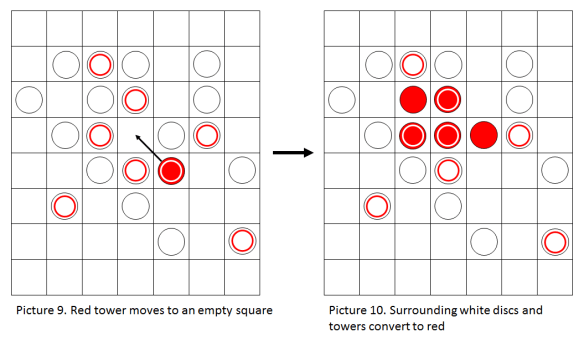 Picture 9. Red tower moves to an empty square
Picture 10. Surrounding white discs and
towers convert to red